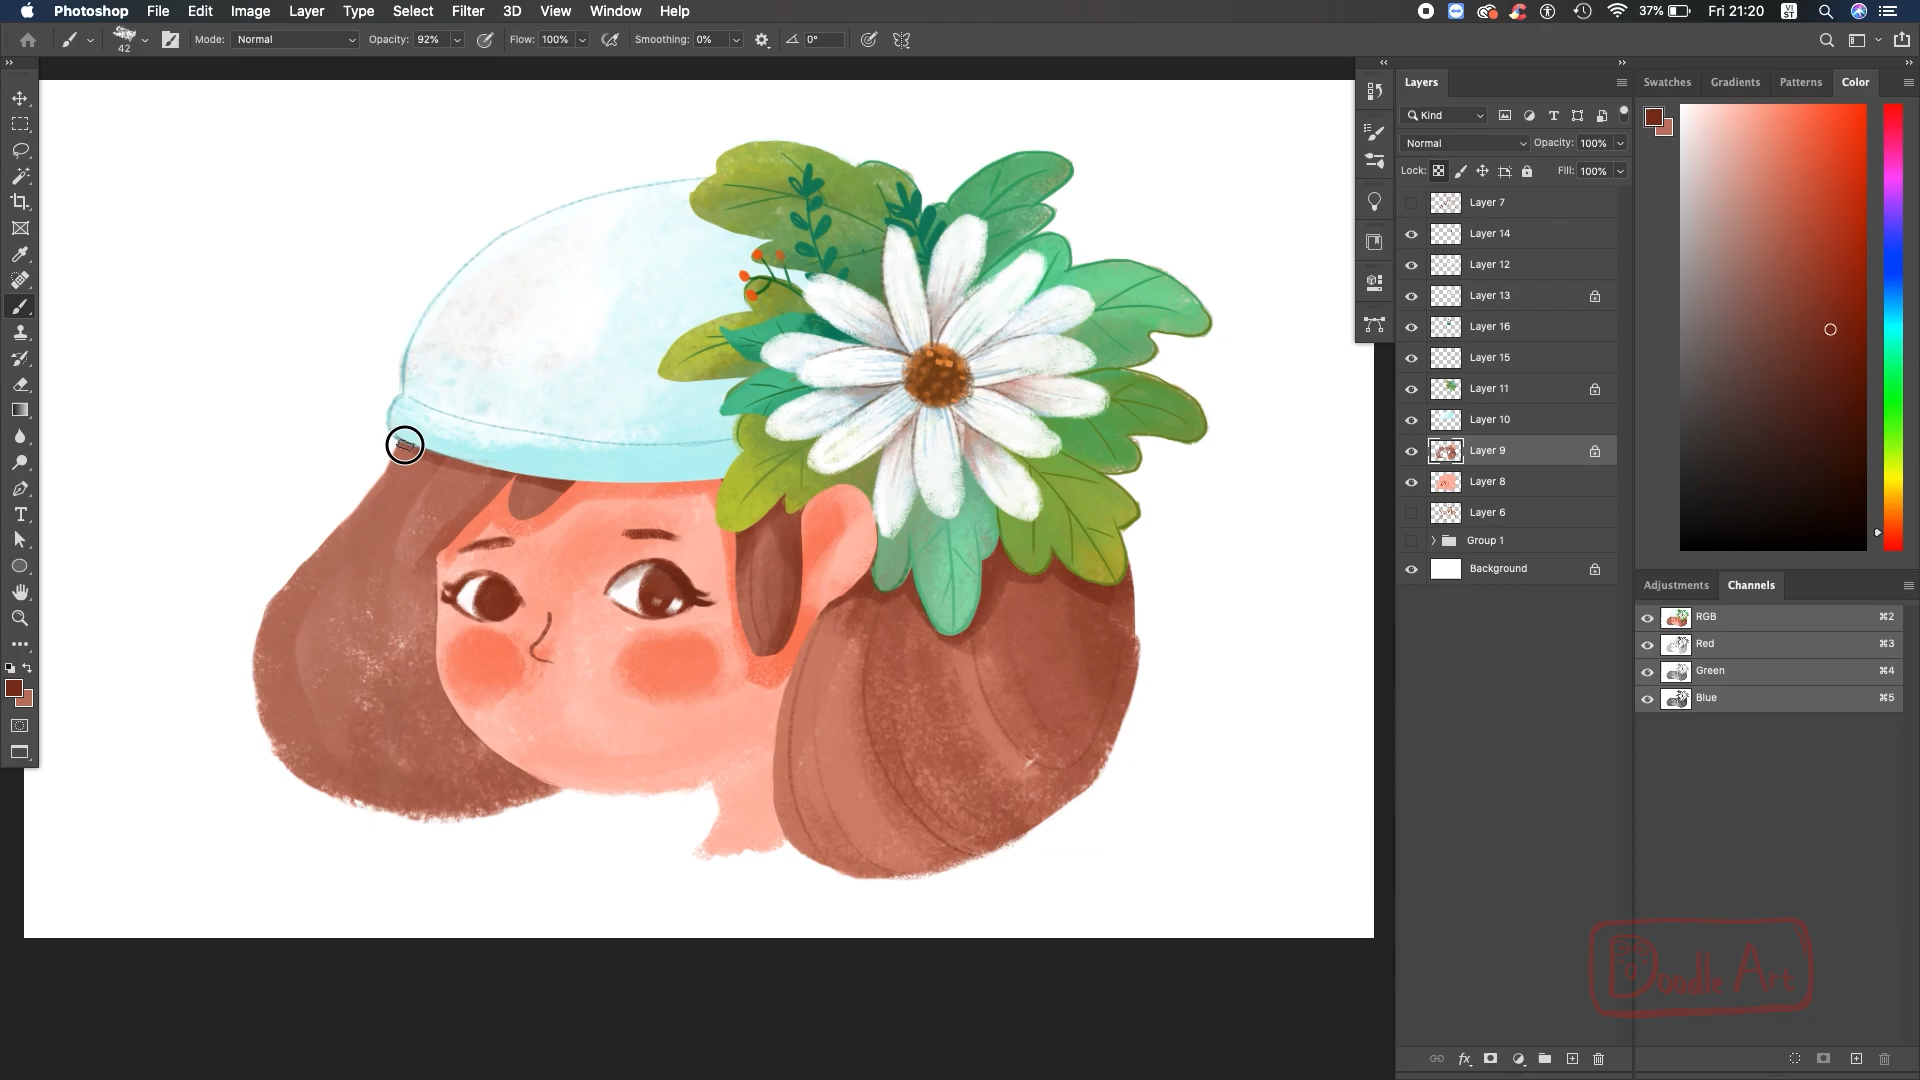 Photoshop File Edit Image Layer Type Select Filter 3D View Window Help 37% Fri 21:20 VI ST
42 Mode: Normal Opacity: 92% Flow: 100% Smoothing: 0% 0°
Layers
Kind
Normal Opacity: 100%
Lock: Fill: 100%
Layer 7
Layer 14
Layer 12
Layer 13
Layer 16
Layer 15
Layer 11
Layer 10
Layer 9
Layer 8
Layer 6
Group 1
Background
Swatches Gradients Patterns Color
Adjustments Channels
RGB ⌘2
Red ⌘3
Green ⌘4
Blue ⌘5
Doodle Art